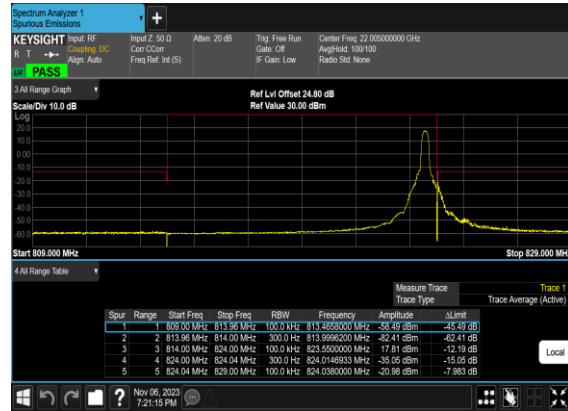 Spectrum Analyzer 1
Spurious Emissions
+
KEYSIGHT Input: RF Input Z: 50 Ω Atten: 20 dB Trig: Free Run Center Freq: 22.005000000 GHz
R T Coupling: DC Corr CCorr Gate: Off Avg|Hold: 100/100
Align: Auto Freq Ref: Int (S) IF Gain: Low Radio Std: None
LW PASS
3 All Range Graph
Ref Lvl Offset 24.80 dB
Scale/Div 10.0 dB Ref Value 30.00 dBm
Log
20.0
10.0
0.00
-10.0
-20.0
-30.0
-40.0
-50.0
-60.0
Start 809.000 MHz Stop 829.000 MHz
4 All Range Table
Measure Trace Trace 1
Trace Type Trace Average (Active)
Spur Range Start Freq Stop Freq RBW Frequency Amplitude ΔLimit
1 1 809.00 MHz 813.96 MHz 100.0 kHz 813.4658000 MHz -58.49 dBm -45.49 dB
2 2 813.96 MHz 814.00 MHz 300.0 Hz 813.9996200 MHz -82.41 dBm -62.41 dB
3 3 814.00 MHz 824.00 MHz 100.0 kHz 823.5500000 MHz 17.81 dBm -12.19 dB
4 4 824.00 MHz 824.04 MHz 300.0 Hz 824.0146933 MHz -35.05 dBm -15.05 dB
5 5 824.04 MHz 829.00 MHz 100.0 kHz 824.0380000 MHz -20.98 dBm -7.983 dB
Local
? Nov 06, 2023
7:21:15 PM